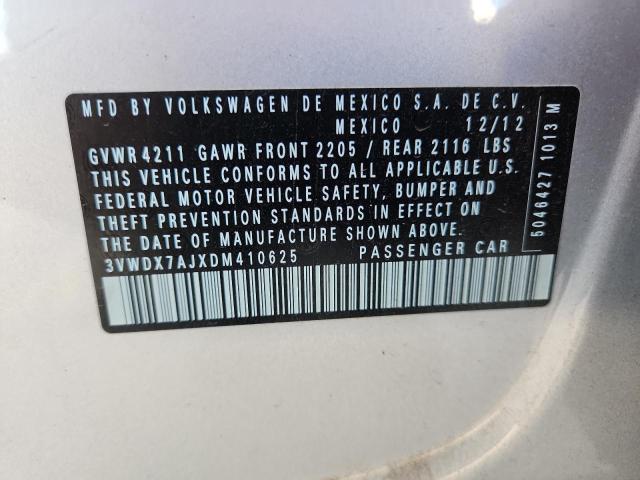 MFD BY VOLKSWAGEN DE MEXICO S.A. DE C.V.
MEXICO 12/12
GVWR 4211 GAWR FRONT 2205 / REAR 2116 LBS
THIS VEHICLE CONFORMS TO ALL APPLICABLE U.S.
FEDERAL MOTOR VEHICLE SAFETY, BUMPER AND
THEFT PREVENTION STANDARDS IN EFFECT ON
THE DATE OF MANUFACTURE SHOWN ABOVE.
3VWDX7AJXDM410625 PASSENGER CAR
5046427 1013 M